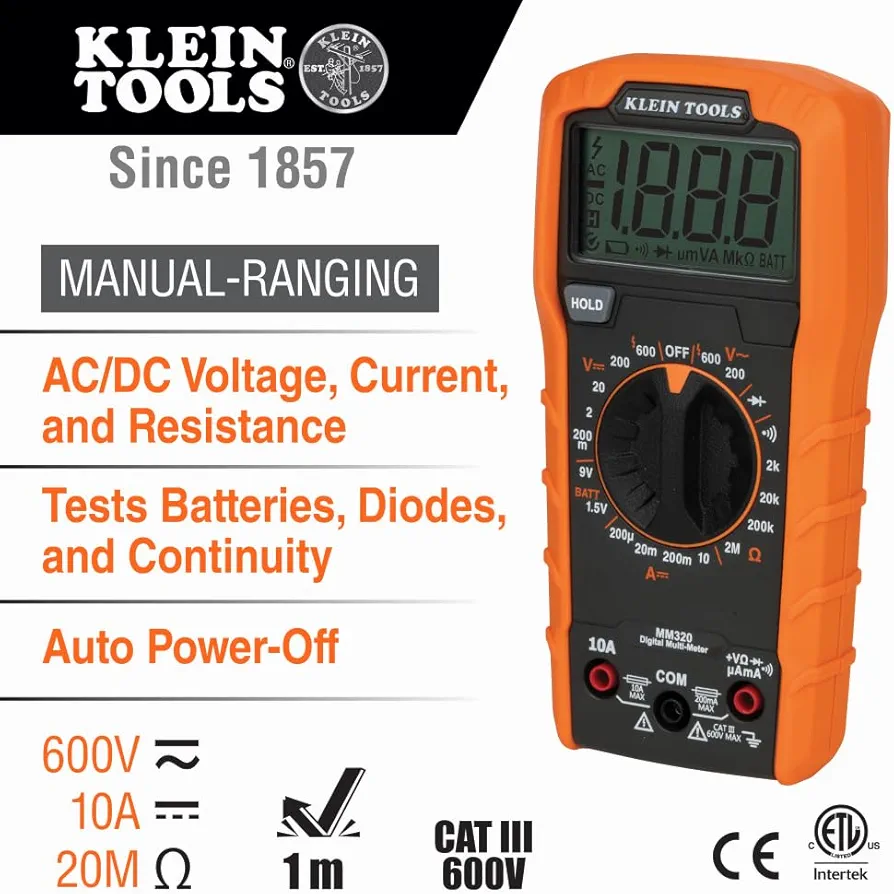 KLEIN
TOOLS®
KLEIN
EST. 1857
TOOLS
Since 1857
MANUAL-RANGING
AC/DC Voltage, Current,
and Resistance
Tests Batteries, Diodes,
and Continuity
Auto Power-Off
600V
10A
20M Ω
1m
CAT III
600V
KLEIN TOOLS
AC
DC
H
1.8.8.8
µmVA MkΩ BATT
HOLD
V 200 600 OFF 600 V~
20 200
2
200
m 2k
9V 20k
BATT 200k
1.5V
200µ 20m 200m 10 2M Ω
A
MM320
Digital Multi-Meter
10A +VΩ
µAmA
COM
10A
MAX
200mA
MAX
CAT III
600V MAX
CE
c ETL us
LISTED
Intertek